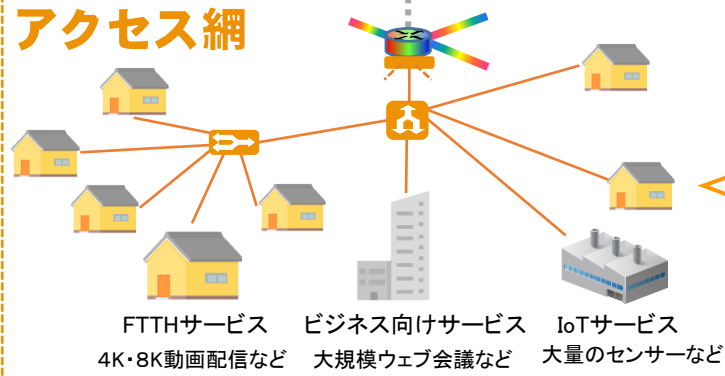 アクセス網
FTTHサービス
4K・8K動画配信など
ビジネス向けサービス
大規模ウェブ会議など
IoTサービス
大量のセンサーなど